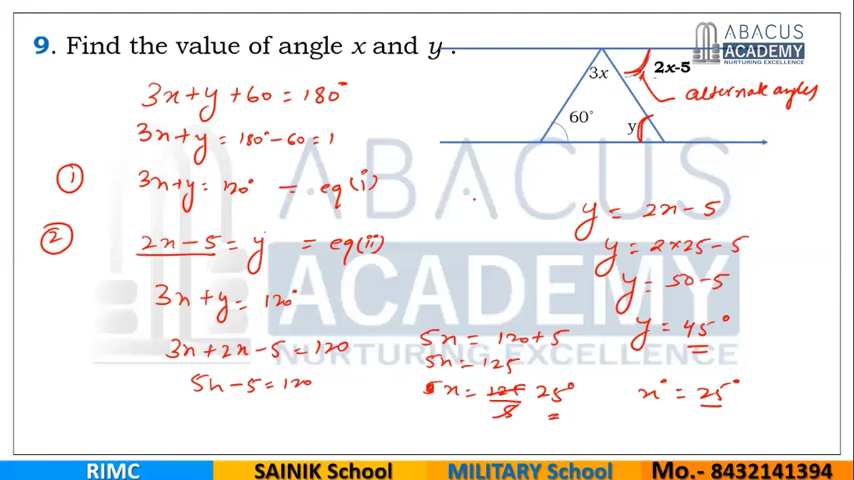 9. Find the value of angle x and y .
ABACUS
ACADEMY
NURTURING EXCELLENCE
3x
2x-5
alternate angles
60°
y
3x+y+60=180°
3x+y=180°-60=1
① 3x+y=120° = eq(i)
② 2x-5=y = eq(ii)
3x+y=120°
3x+2x-5=120
5x-5=120
5x=120+5
5x=125
5x=125/5 25°
y=2x-5
y=2×25-5
y=50-5
y=45°
x°=25°
ABACUS
ACADEMY
NURTURING EXCELLENCE
RIMC SAINIK School MILITARY School Mo.- 8432141394